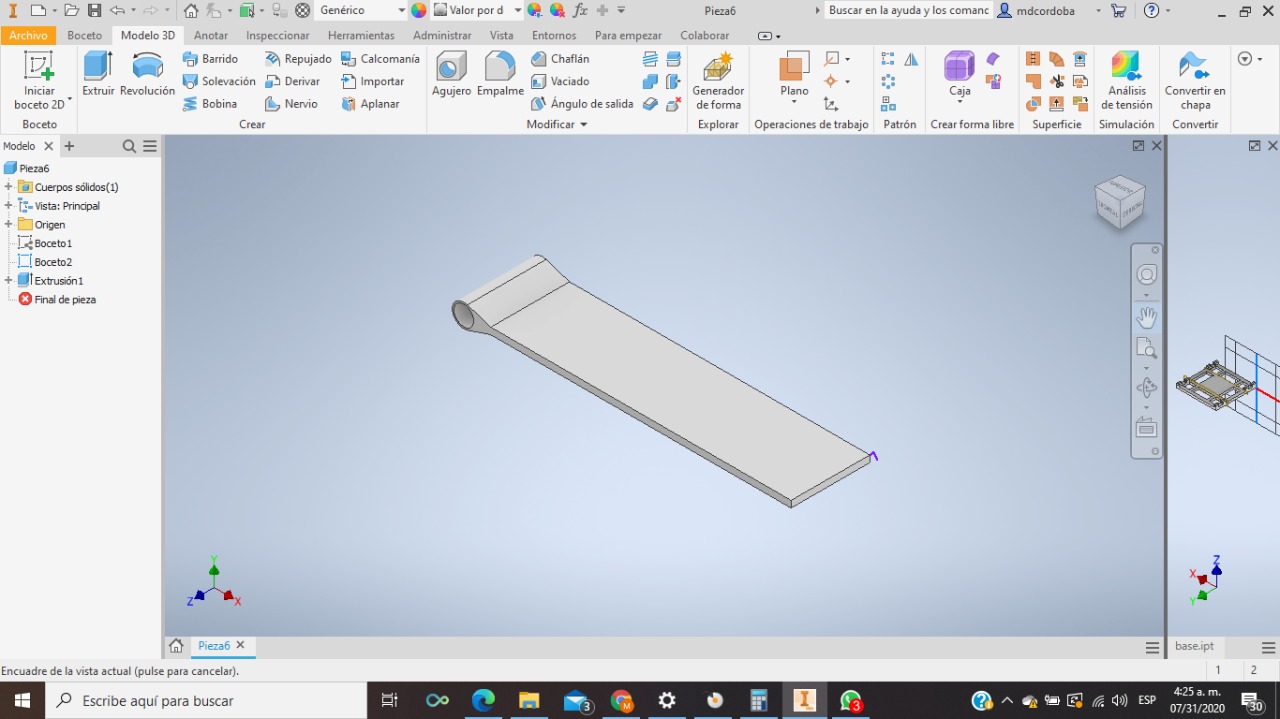 Genérico
Valor por d
fx
Pieza6
Buscar en la ayuda y los comanc
mdcordoba
Archivo
Boceto
Modelo 3D
Anotar
Inspeccionar
Herramientas
Administrar
Vista
Entornos
Para empezar
Colaborar
Iniciar
boceto 2D
Boceto
Extruir
Revolución
Barrido
Solevación
Bobina
Repujado
Derivar
Nervio
Calcomanía
Importar
Aplanar
Crear
Agujero
Empalme
Chaflán
Vaciado
Ángulo de salida
Modificar
Generador
de forma
Explorar
Plano
Operaciones de trabajo
Patrón
Caja
Crear forma libre
Superficie
Análisis
de tensión
Simulación
Convertir en
chapa
Convertir
Modelo
Pieza6
Cuerpos sólidos(1)
Vista: Principal
Origen
Boceto1
Boceto2
Extrusión1
Final de pieza
Y
Z
X
Z
X
Y
Pieza6
base.ipt
Encuadre de la vista actual (pulse para cancelar).
1
2
Escribe aquí para buscar
3
M
3
ESP
4:25 a. m.
07/31/2020
30